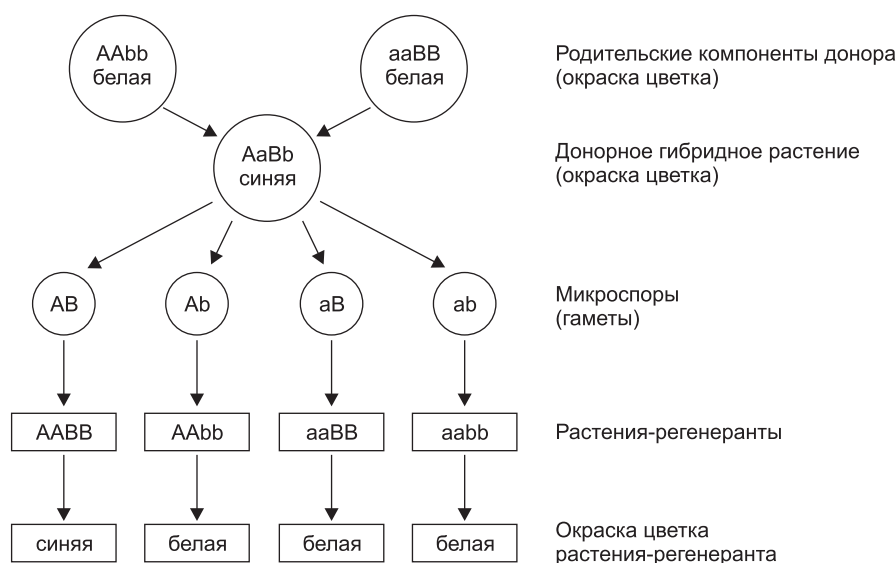 AAbb
белая
aaBB
белая
Родительские компоненты донора
(окраска цветка)
AaBb
синяя
Донорное гибридное растение
(окраска цветка)
AB
Ab
aB
ab
Микроспоры
(гаметы)
AABB
AAbb
aaBB
aabb
Растения-регенеранты
синяя
белая
белая
белая
Окраска цветка
растения-регенеранта